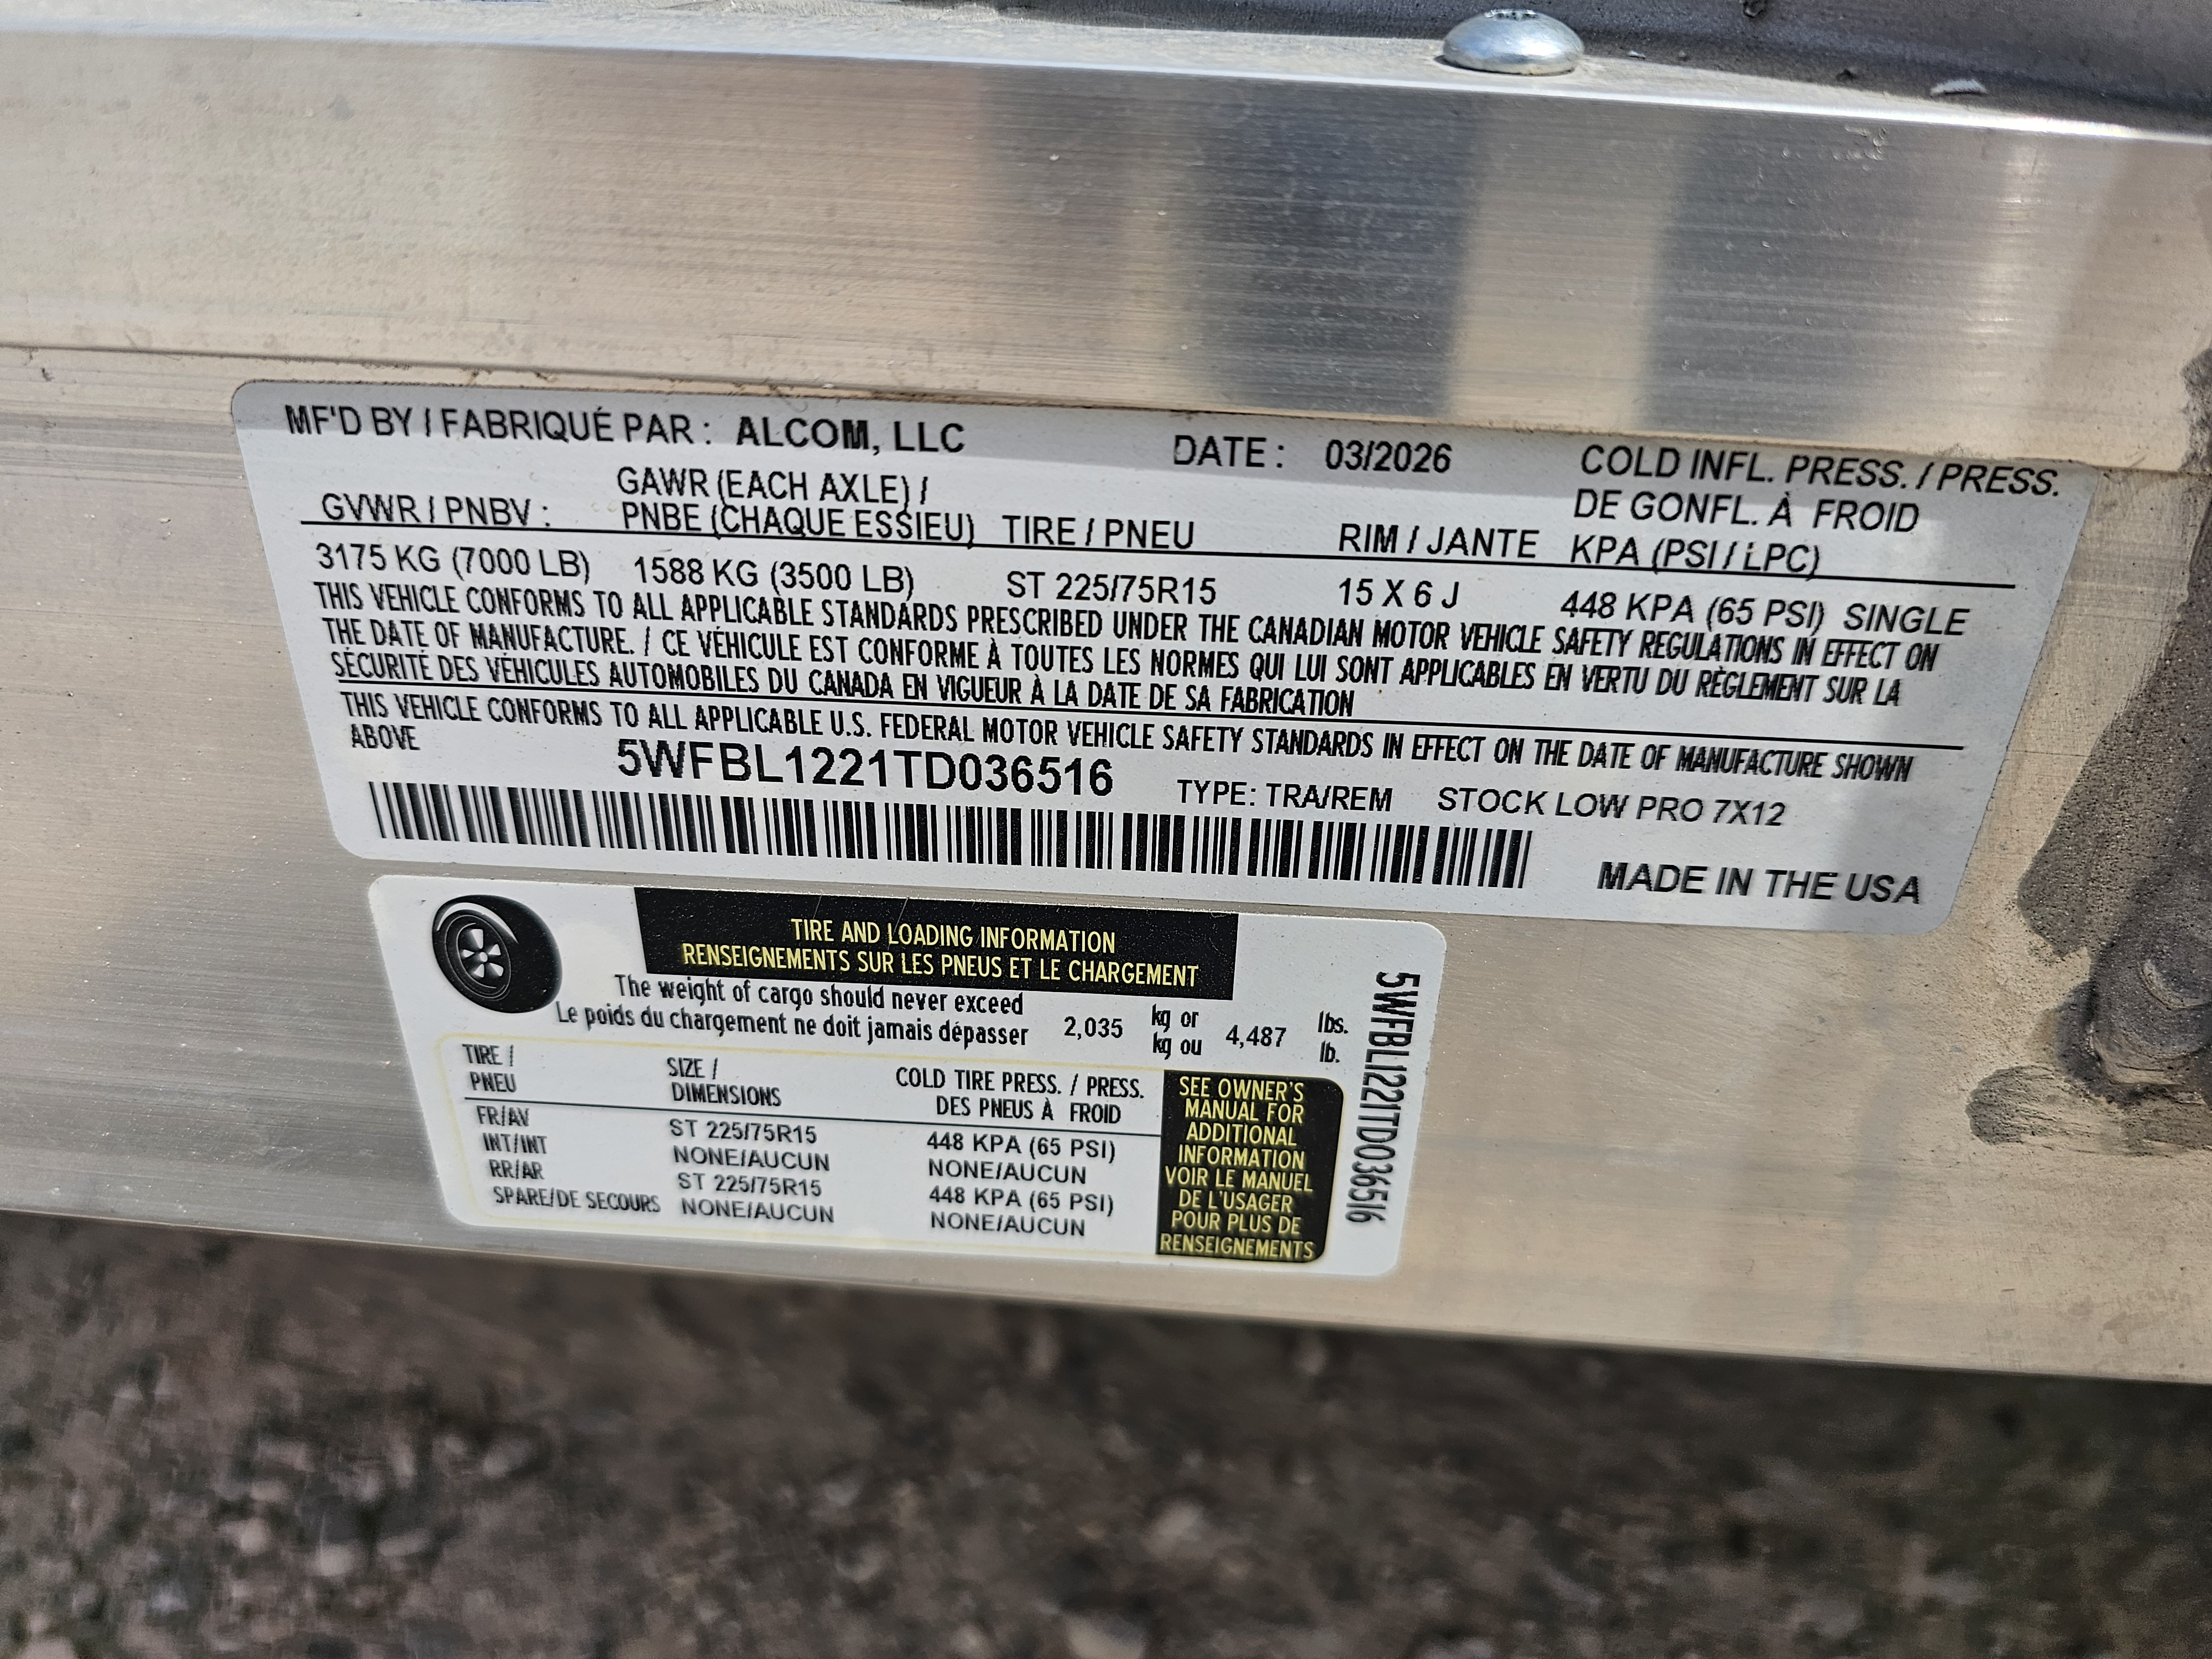 MF'D BY / FABRIQUÉ PAR : ALCOM, LLC DATE : 03/2026 COLD INFL. PRESS. / PRESS.
GAWR (EACH AXLE) / DE GONFL. À FROID
GVWR / PNBV : PNBE (CHAQUE ESSIEU) TIRE / PNEU RIM / JANTE KPA (PSI / LPC)
3175 KG (7000 LB) 1588 KG (3500 LB) ST 225/75R15 15 X 6 J 448 KPA (65 PSI) SINGLE
THIS VEHICLE CONFORMS TO ALL APPLICABLE STANDARDS PRESCRIBED UNDER THE CANADIAN MOTOR VEHICLE SAFETY REGULATIONS IN EFFECT ON
THE DATE OF MANUFACTURE. / CE VÉHICULE EST CONFORME À TOUTES LES NORMES QUI LUI SONT APPLICABLES EN VERTU DU RÈGLEMENT SUR LA
SÉCURITÉ DES VÉHICULES AUTOMOBILES DU CANADA EN VIGUEUR À LA DATE DE SA FABRICATION
THIS VEHICLE CONFORMS TO ALL APPLICABLE U.S. FEDERAL MOTOR VEHICLE SAFETY STANDARDS IN EFFECT ON THE DATE OF MANUFACTURE SHOWN
ABOVE
5WFBL1221TD036516 TYPE: TRA/REM STOCK LOW PRO 7X12
MADE IN THE USA
TIRE AND LOADING INFORMATION
RENSEIGNEMENTS SUR LES PNEUS ET LE CHARGEMENT
The weight of cargo should never exceed kg or lbs.
Le poids du chargement ne doit jamais dépasser 2,035 kg ou 4,487 lb.
TIRE / SIZE / COLD TIRE PRESS. / PRESS.
PNEU DIMENSIONS DES PNEUS À FROID
FR/AV ST 225/75R15 448 KPA (65 PSI)
INT/INT NONE/AUCUN NONE/AUCUN
RR/AR ST 225/75R15 448 KPA (65 PSI)
SPARE/DE SECOURS NONE/AUCUN NONE/AUCUN
SEE OWNER'S
MANUAL FOR
ADDITIONAL
INFORMATION
VOIR LE MANUEL
DE L'USAGER
POUR PLUS DE
RENSEIGNEMENTS
5WFBL1221TD036516